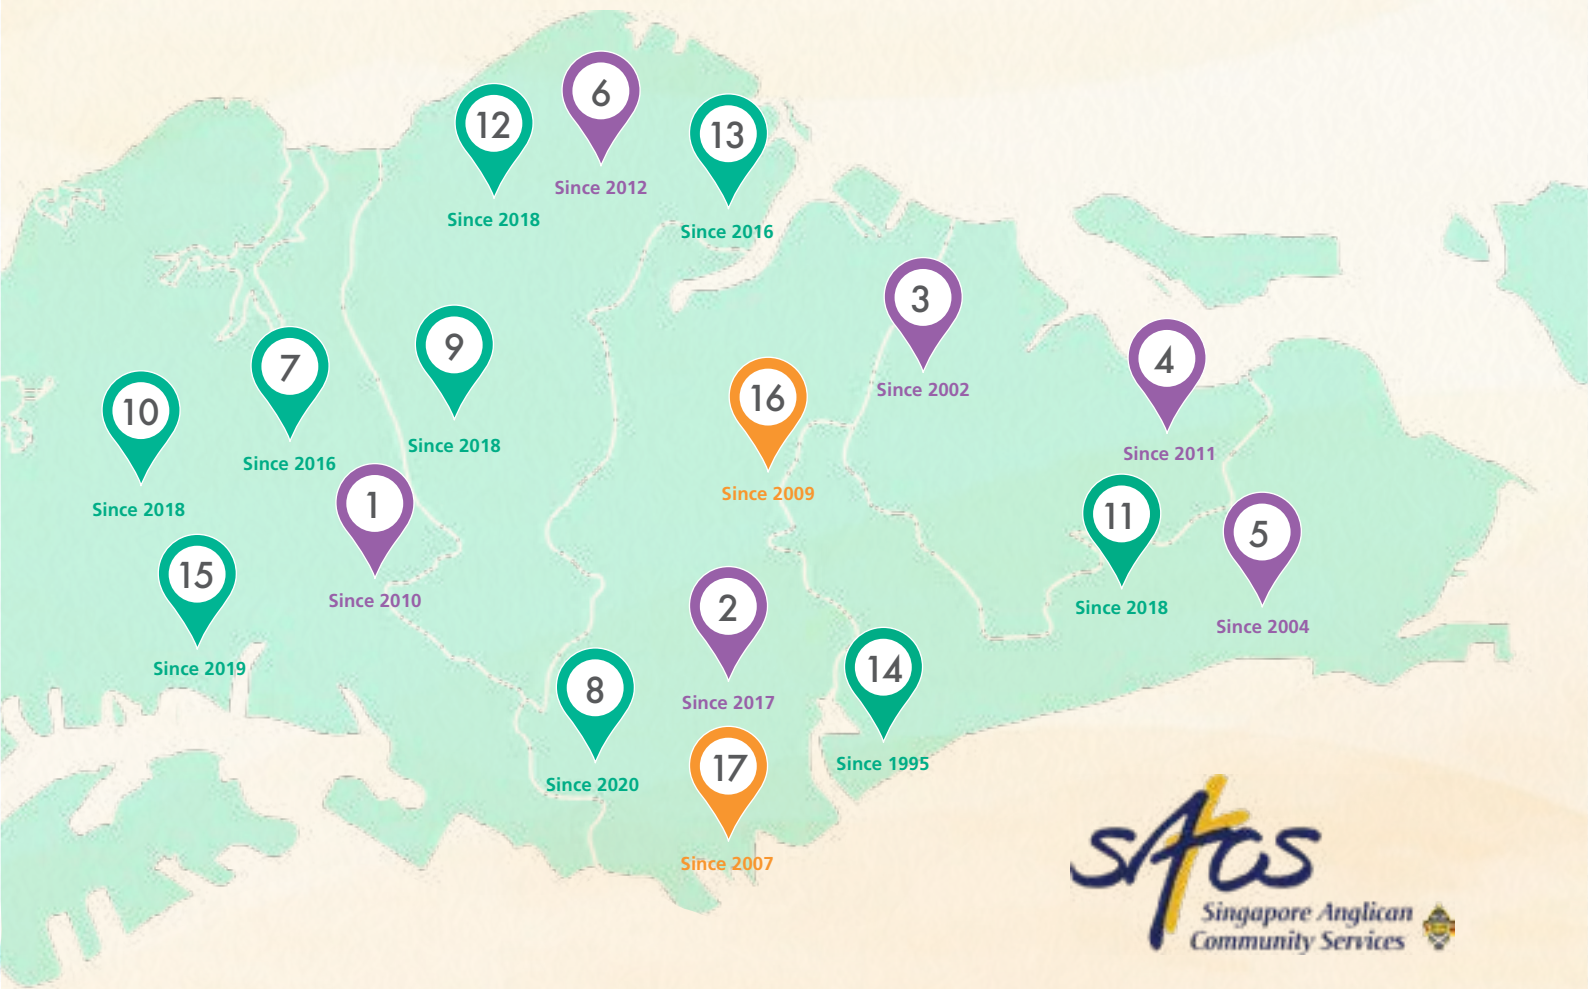 6
Since 2012
12
Since 2018
13
Since 2016
3
Since 2002
4
Since 2011
9
Since 2018
7
Since 2016
16
Since 2009
10
Since 2018
1
Since 2010
11
Since 2018
5
Since 2004
15
Since 2019
2
Since 2017
14
Since 1995
8
Since 2020
17
Since 2007
SACS
Singapore Anglican
Community Services